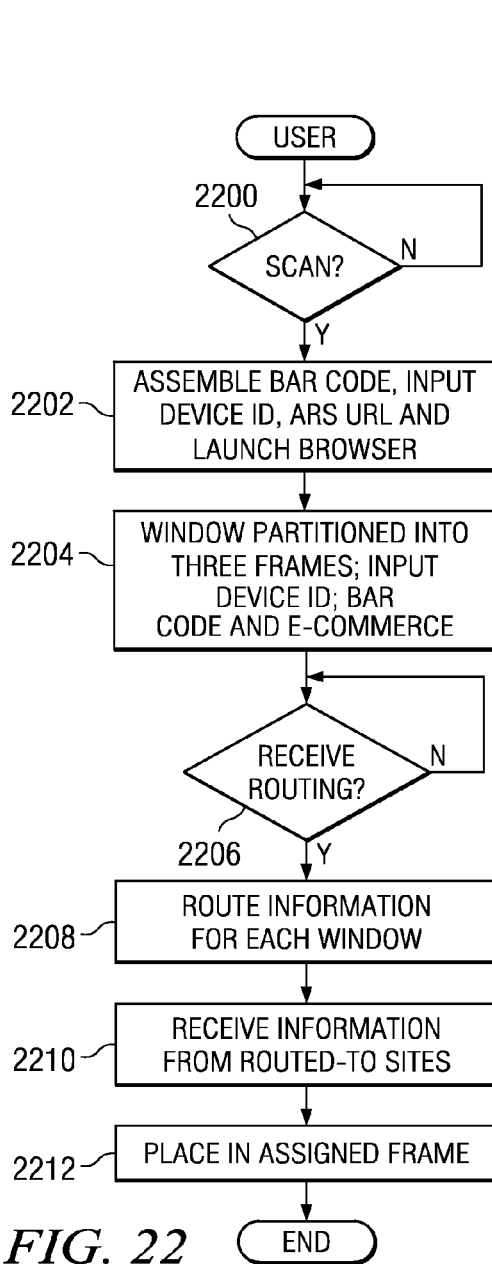 USER
2200
SCAN?
N
Y
2202
ASSEMBLE BAR CODE, INPUT
DEVICE ID, ARS URL AND
LAUNCH BROWSER
2204
WINDOW PARTITIONED INTO
THREE FRAMES; INPUT
DEVICE ID; BAR
CODE AND E-COMMERCE
RECEIVE
ROUTING?
N
2206
Y
2208
ROUTE INFORMATION
FOR EACH WINDOW
2210
RECEIVE INFORMATION
FROM ROUTED-TO SITES
2212
PLACE IN ASSIGNED FRAME
FIG. 22
END